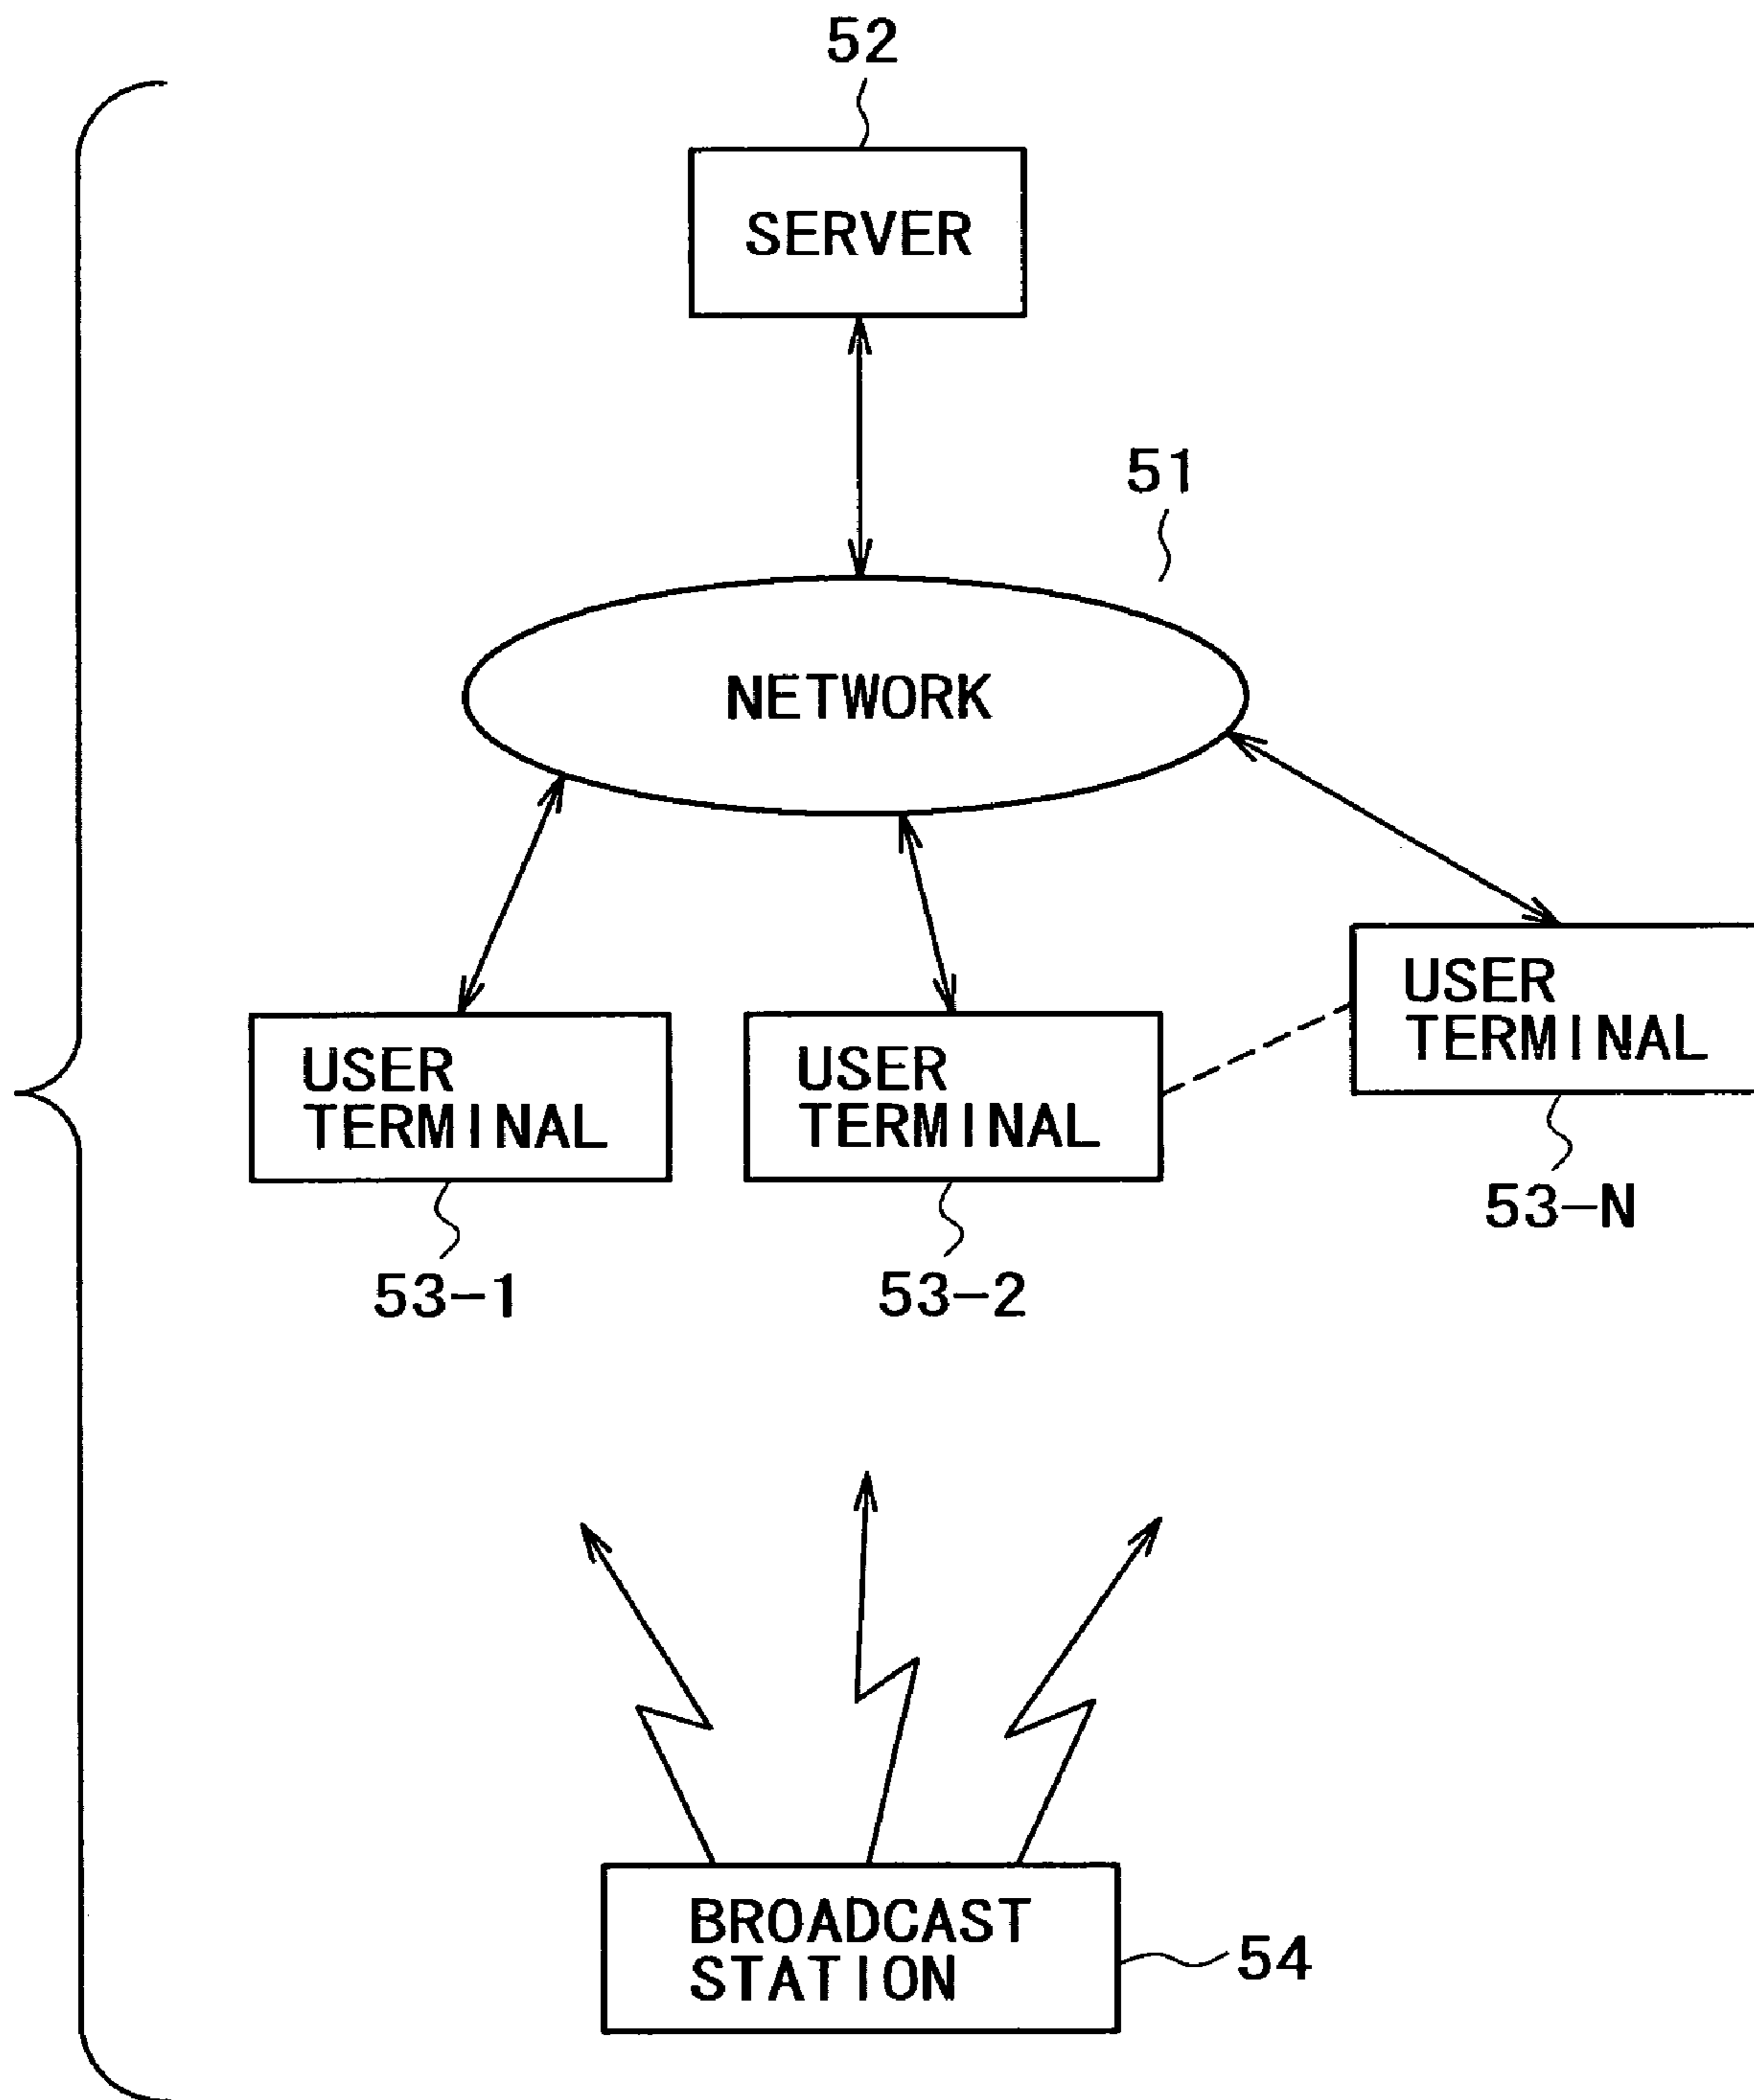 52
SERVER
51
NETWORK
USER
TERMINAL
USER
TERMINAL
USER
TERMINAL
53-1
53-2
53-N
BROADCAST
STATION
54